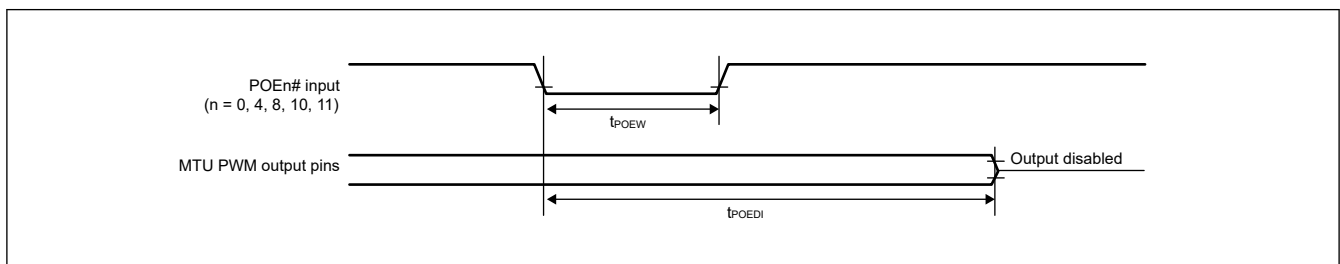 POEn# input
(n = 0, 4, 8, 10, 11)
tPOEW
MTU PWM output pins
Output disabled
tPOEDI